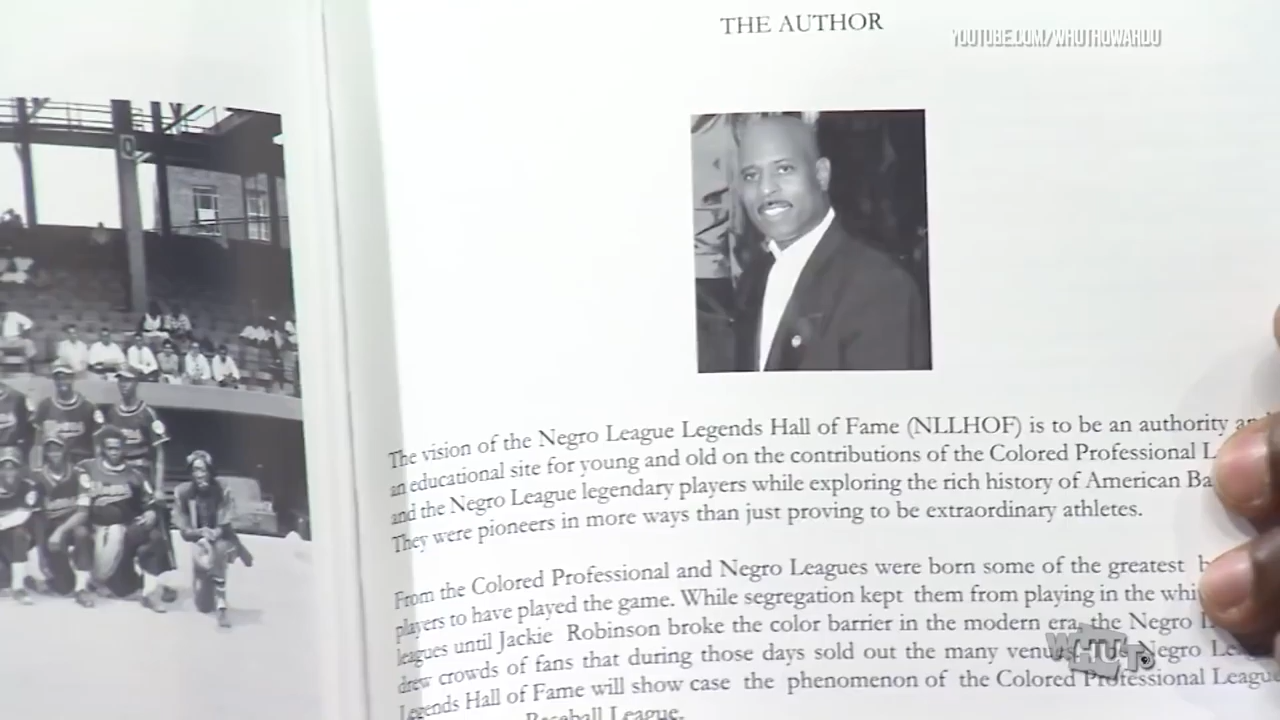 THE AUTHOR
YOUTUBE.COM/WHUTHOWARDU
The vision of the Negro League Legends Hall of Fame (NLLHOF) is to be an authority
an educational site for young and old on the contributions of the Colored Professional
and the Negro League legendary players while exploring the rich history of American
They were pioneers in more ways than just proving to be extraordinary athletes.
From the Colored Professional and Negro Leagues were born some of the greatest
players to have played the game. While segregation kept them from playing in the
leagues until Jackie Robinson broke the color barrier in the modern era, the Negro
drew crowds of fans that during those days sold out the many Negro
Legends Hall of Fame will show case the phenomenon of the Colored Professional League
Baseball League.
WHUT